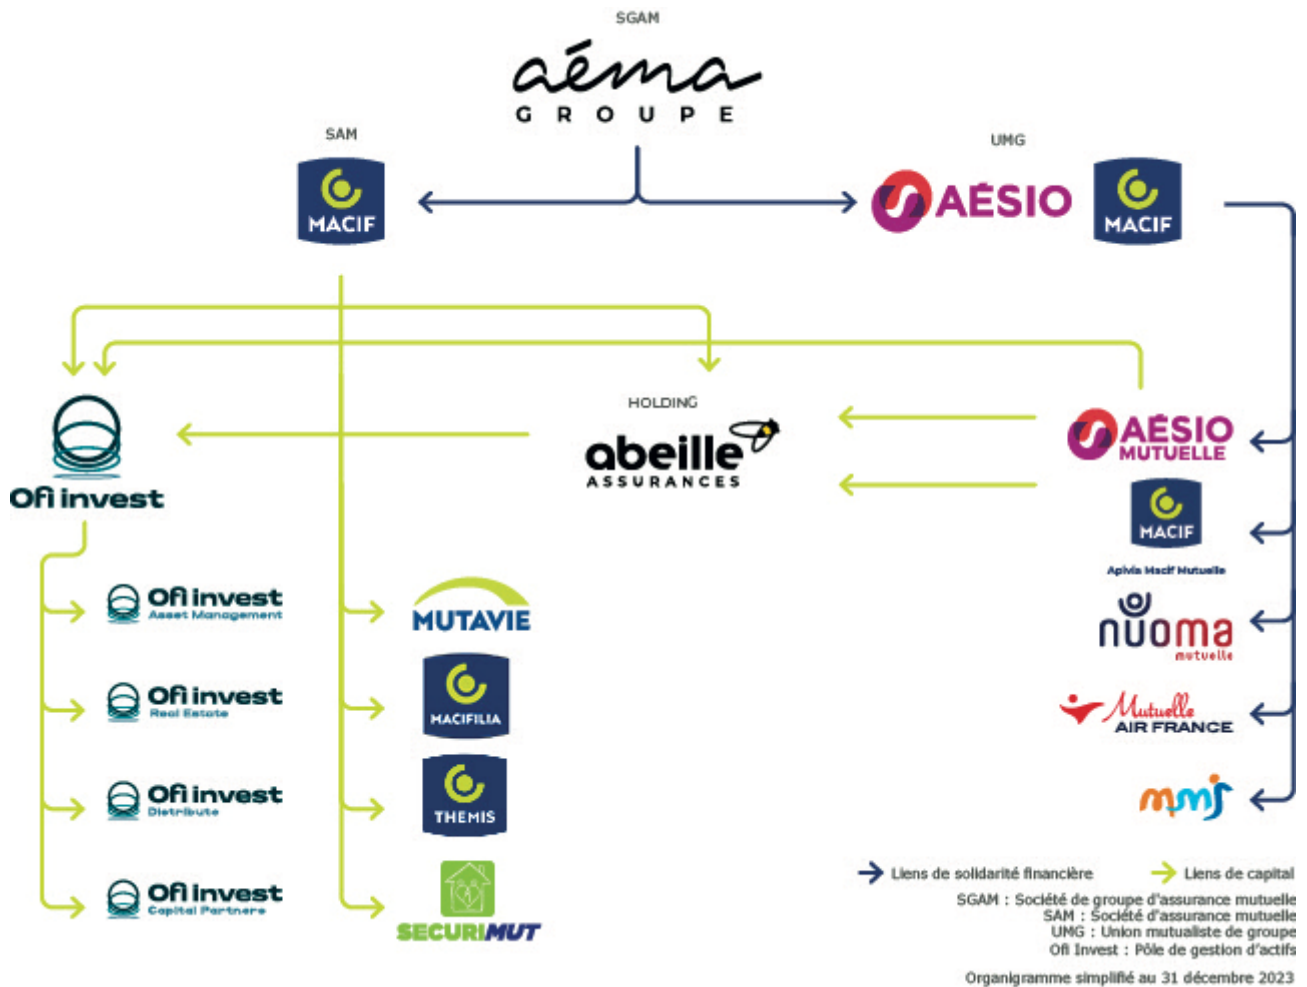 SGAM
aéma
GROUPE
SAM
MACIF
UMG
AÉSIO
MACIF
Ofi invest
HOLDING
abeille
ASSURANCES
AÉSIO
MUTUELLE
MACIF
Apivia Macif Mutuelle
nuoma
mutuelle
Mutuelle
AIR FRANCE
mmj
Ofi invest
Asset Management
Ofi invest
Real Estate
Ofi invest
Distribute
Ofi invest
Capital Partners
MUTAVIE
MACIFILIA
THEMIS
SECURIMUT
Liens de solidarité financière
Liens de capital
SGAM : Société de groupe d'assurance mutuelle
SAM : Société d'assurance mutuelle
UMG : Union mutualiste de groupe
Ofi Invest : Pôle de gestion d'actifs
Organigramme simplifié au 31 décembre 2023